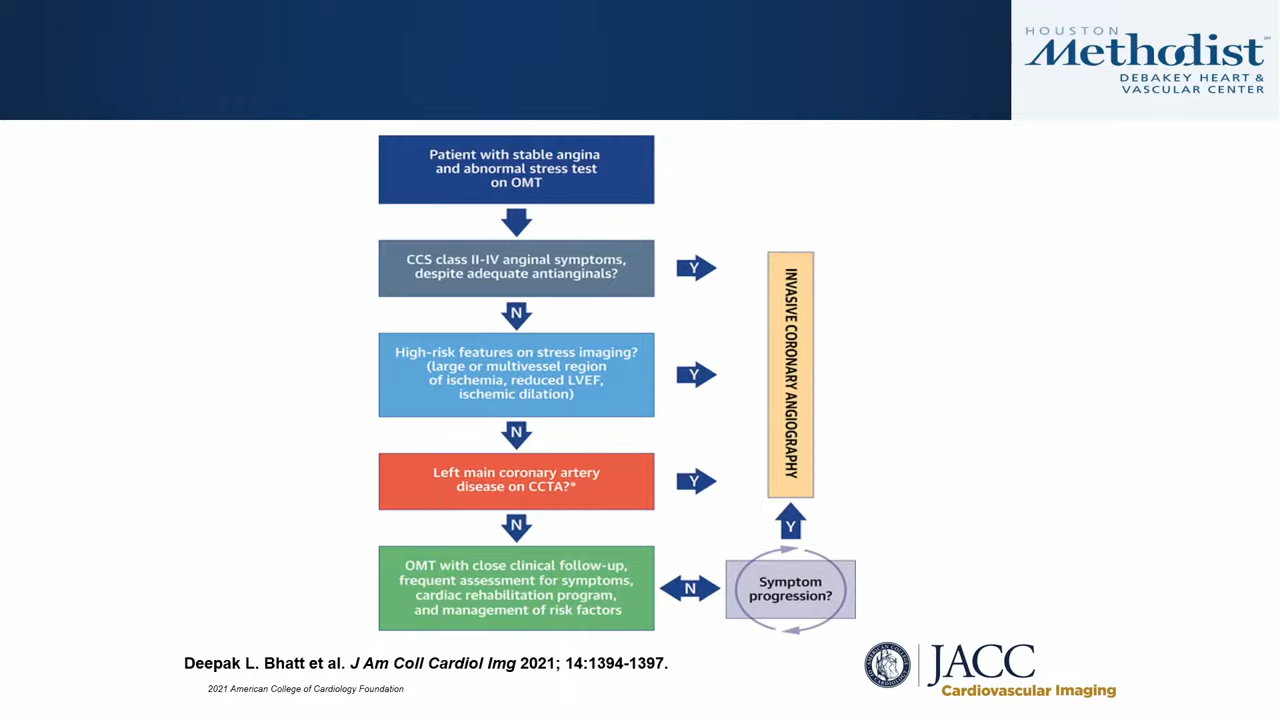 HOUSTON
Methodist
DEBAKEY HEART &
VASCULAR CENTER
Patient with stable angina
and abnormal stress test
on OMT
CCS class II-IV anginal symptoms,
despite adequate antianginals?
Y
N
High-risk features on stress imaging?
(large or multivessel region
of ischemia, reduced LVEF,
ischemic dilation)
Y
N
Left main coronary artery
disease on CCTA?*
Y
N
OMT with close clinical follow-up,
frequent assessment for symptoms,
cardiac rehabilitation program,
and management of risk factors
N
Symptom
progression?
Y
INVASIVE CORONARY ANGIOGRAPHY
Deepak L. Bhatt et al. J Am Coll Cardiol Img 2021; 14:1394-1397.
2021 American College of Cardiology Foundation
JACC
Cardiovascular Imaging